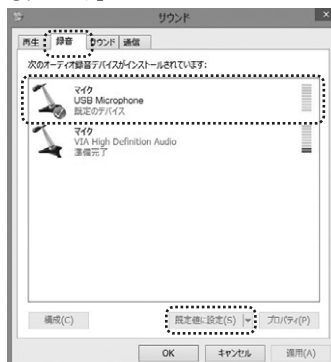 サウンド
再生 録音 サウンド 通信
次のオーディオ録音デバイスがインストールされています:
マイク
USB Microphone
既定のデバイス
マイク
VIA High Definition Audio
準備完了
構成(C) 既定値に設定(S) プロパティ(P)
OK キャンセル 適用(A)